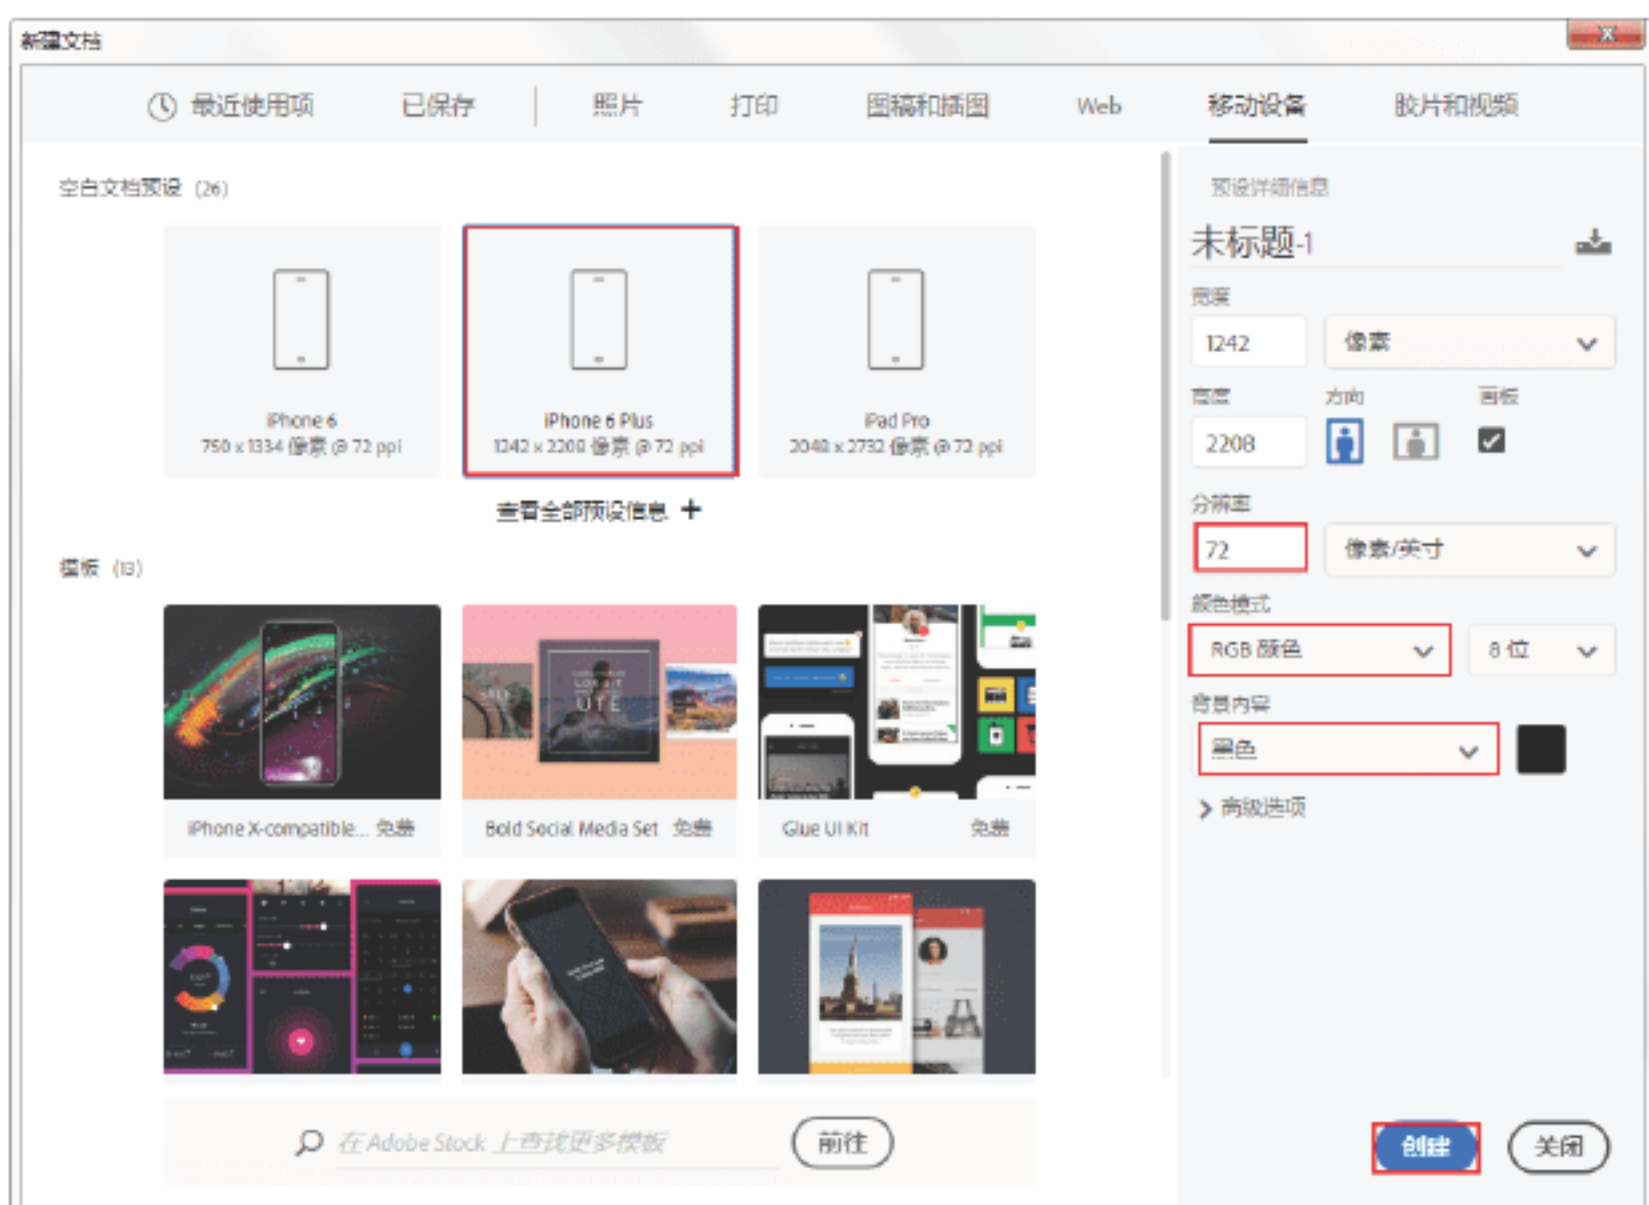 新建文档
最近使用项 已保存 照片 打印 图稿和插图 Web 移动设备 胶片和视频
空白文档预设 (26)
iPhone 6
750 x 1334 像素 @ 72 ppi
iPhone 6 Plus
1242 x 2208 像素 @ 72 ppi
iPad Pro
2048 x 2732 像素 @ 72 ppi
查看全部预设信息 +
模板 (13)
SALE
UTE
iPhone X-compatible... 免费
Bold Social Media Set 免费
Glue UI Kit 免费
在 Adobe Stock 上查找更多模板
前往
预设详细信息
未标题-1
宽度
1242 像素
高度 方向 画板
2208
分辨率
72 像素/英寸
颜色模式
RGB 颜色 8 位
背景内容
黑色
高级选项
创建 关闭